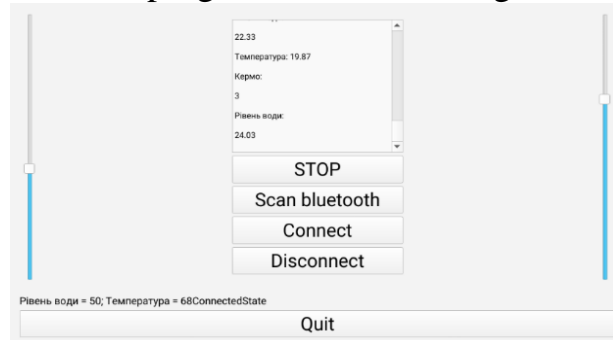 22.33
Температура: 19.87
Кермо:
3
Рівень води:
24.03
STOP
Scan bluetooth
Connect
Disconnect
Рівень води = 50; Температура = 68ConnectedState
Quit